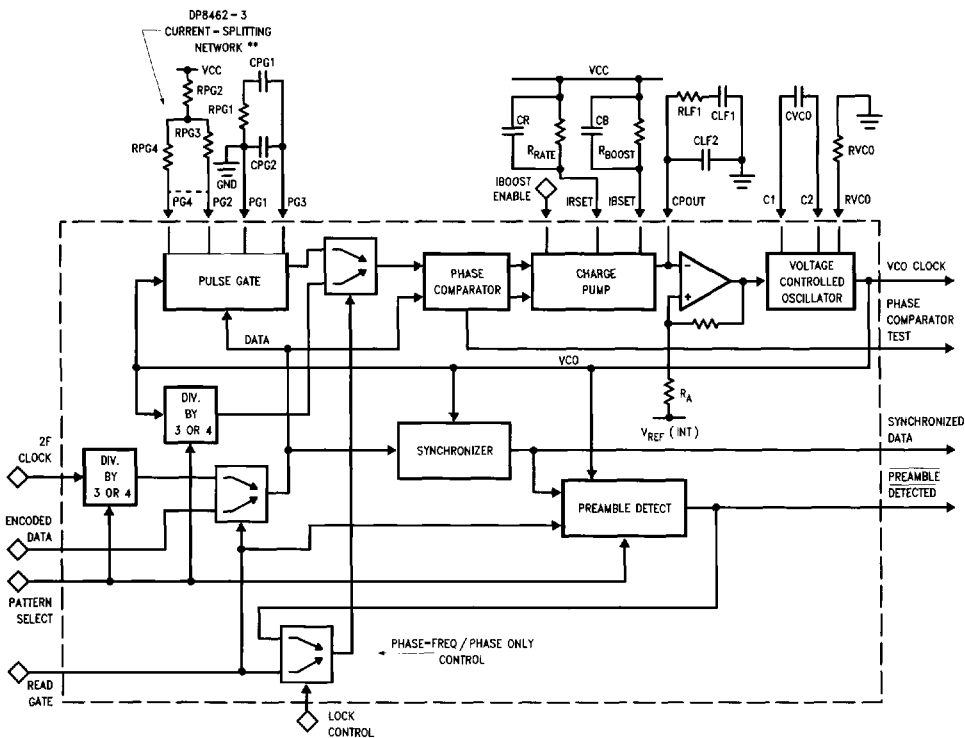 DP8462-3
CURRENT-SPLITTING
NETWORK **
VCC
RPG2
RPG4
RPG3
RPG1
CPG1
CPG2
GND
PG4
PG2
PG1
PG3
VCC
CR
RRATE
CB
RBOOST
IBOOST
ENABLE
IRSET
IBSET
RLF1
CLF1
CLF2
CPOUT
CVCO
C1
C2
RVCO
RVCO
PULSE GATE
PHASE
COMPARATOR
CHARGE
PUMP
-
+
VOLTAGE
CONTROLLED
OSCILLATOR
VCO CLOCK
PHASE
COMPARATOR
TEST
DATA
VCO
RA
VREF (INT)
DIV.
BY
3 OR 4
2F
CLOCK
DIV.
BY
3 OR 4
SYNCHRONIZER
SYNCHRONIZED
DATA
ENCODED
DATA
PREAMBLE DETECT
PREAMBLE
DETECTED
PATTERN
SELECT
PHASE-FREQ / PHASE ONLY
CONTROL
READ
GATE
LOCK
CONTROL